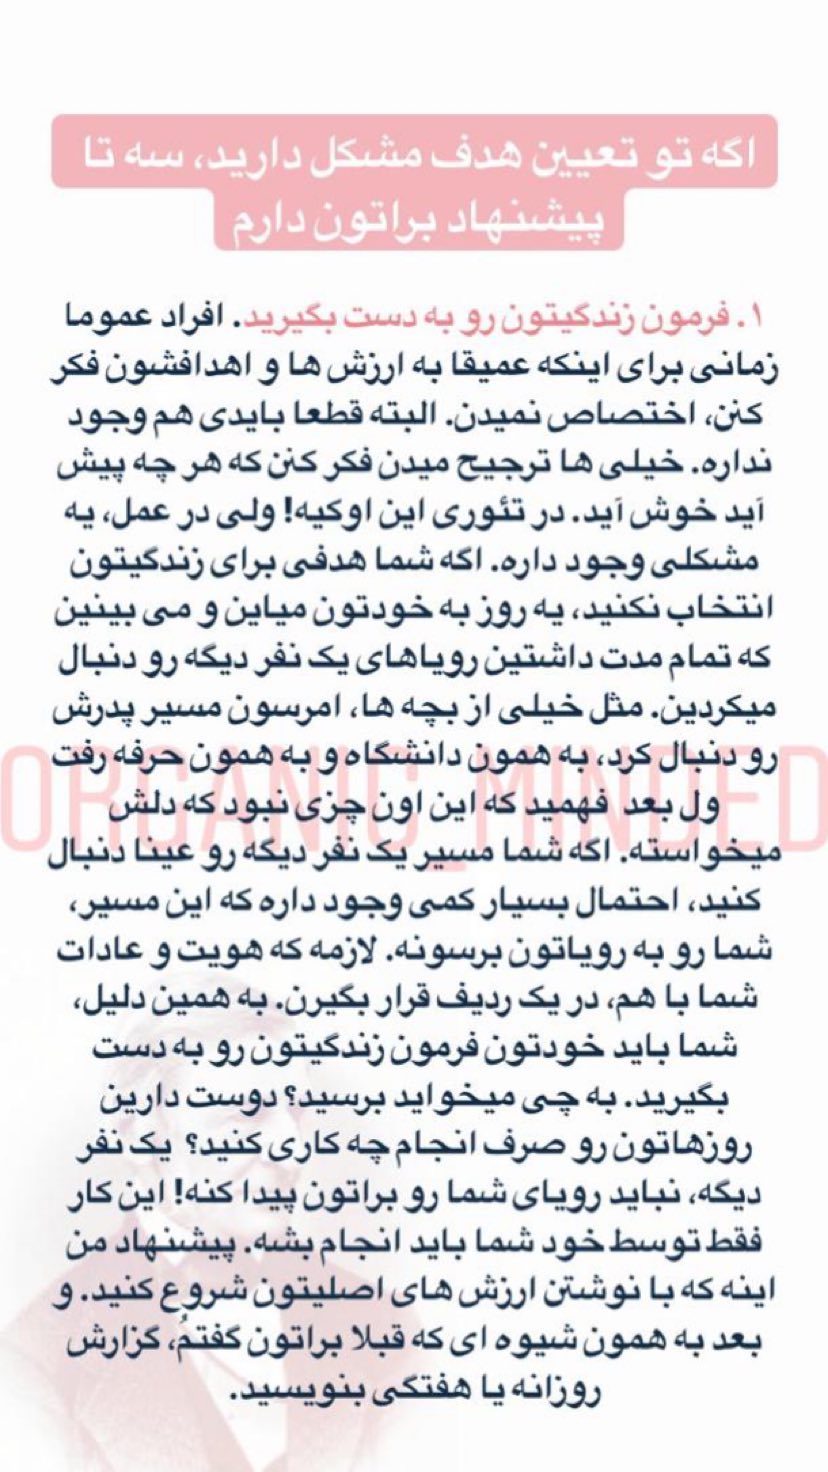 اگه تو تعیین هدف مشکل دارید، سه تا
پیشنهاد براتون دارم
۱. فرمون زندگیتون رو به دست بگیرید. افراد عموما
زمانی برای اینکه عمیقا به ارزش ها و اهدافشون فکر
کنن، اختصاص نمیدن. البته قطعا بایدی هم وجود
نداره. خیلی ها ترجیح میدن فکر کنن که هر چه پیش
آید خوش آید. در تئوری این اوکیه! ولی در عمل، یه
مشکلی وجود داره. اگه شما هدفی برای زندگیتون
انتخاب نکنید، یه روز به خودتون میاین و می بینین
که تمام مدت داشتین رویاهای یک نفر دیگه رو دنبال
میکردین. مثل خیلی از بچه ها، امرسون مسیر پدرش
رو دنبال کرد، به همون دانشگاه و به همون حرفه رفت
ول بعد فهمید که این اون چزی نبود که دلش
میخواسته. اگه شما مسیر یک نفر دیگه رو عینا دنبال
کنید، احتمال بسیار کمی وجود داره که این مسیر،
شما رو به رویاتون برسونه. لازمه که هویت و عادات
شما با هم، در یک ردیف قرار بگیرن. به همین دلیل،
شما باید خودتون فرمون زندگیتون رو به دست
بگیرید. به چی میخواید برسید؟ دوست دارین
روزهاتون رو صرف انجام چه کاری کنید؟ یک نفر
دیگه، نباید رویای شما رو براتون پیدا کنه! این کار
فقط توسط خود شما باید انجام بشه. پیشنهاد من
اینه که با نوشتن ارزش های اصلیتون شروع کنید. و
بعد به همون شیوه ای که قبلا براتون گفتمُ، گزارش
روزانه یا هفتگی بنویسید.
ORGANIC_MINDED